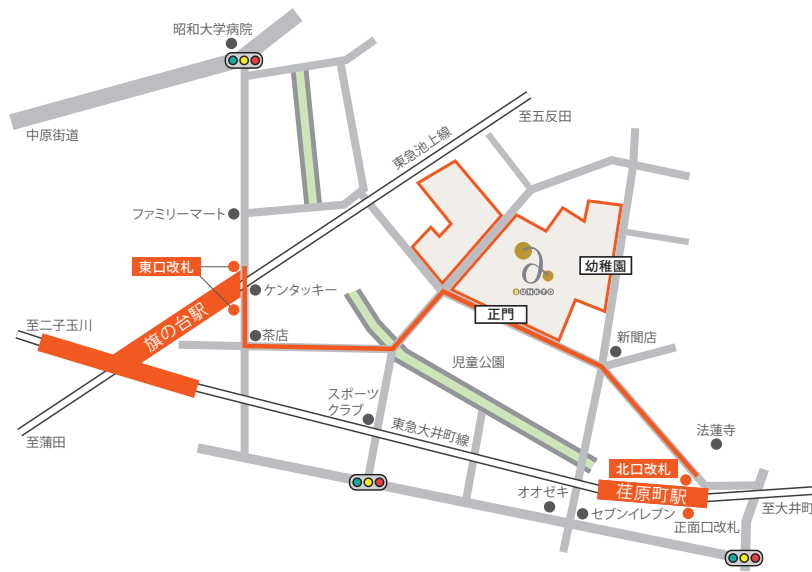 昭和大学病院
中原街道
至五反田
東急池上線
ファミリーマート
東口改札
幼稚園
BUNKYO
ケンタッキー
正門
旗の台駅
至二子玉川
茶店
新聞店
児童公園
スポーツ
クラブ
東急大井町線
法蓮寺
至蒲田
北口改札
荏原町駅
オオゼキ
セブンイレブン
至大井町
正面口改札